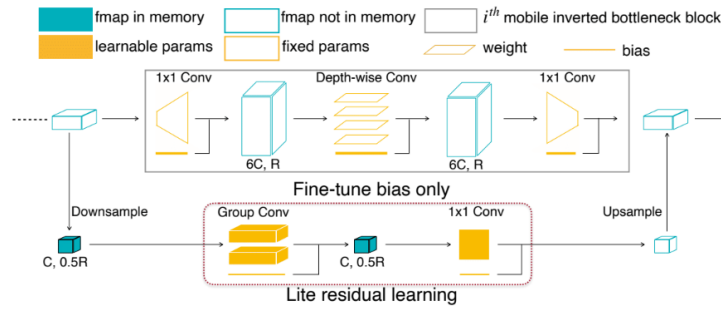 fmap in memory
fmap not in memory
i^th mobile inverted bottleneck block
learnable params
fixed params
weight
bias
1x1 Conv
Depth-wise Conv
1x1 Conv
6C, R
6C, R
Fine-tune bias only
Downsample
Group Conv
1x1 Conv
Upsample
C, 0.5R
C, 0.5R
Lite residual learning